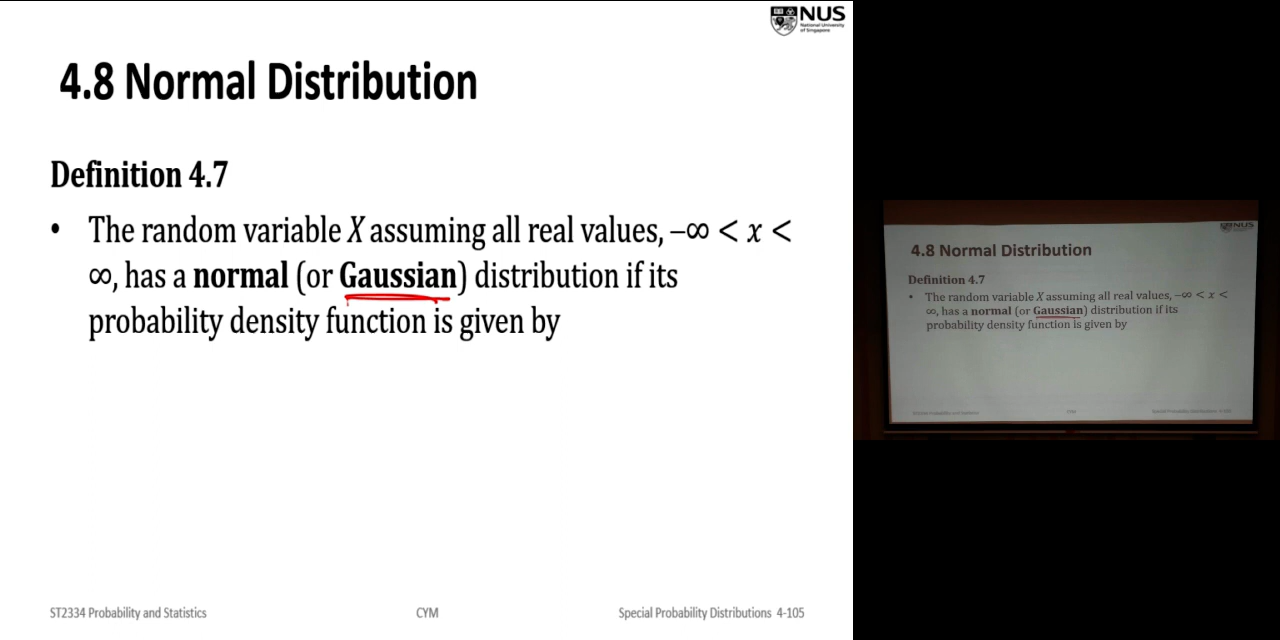 NUS
National University
of Singapore
4.8 Normal Distribution
Definition 4.7
• The random variable X assuming all real values, −∞ < x <
∞, has a normal (or Gaussian) distribution if its
probability density function is given by
ST2334 Probability and Statistics CYM Special Probability Distributions 4-105
NUS
4.8 Normal Distribution
Definition 4.7
• The random variable X assuming all real values, −∞ < x <
∞, has a normal (or Gaussian) distribution if its
probability density function is given by